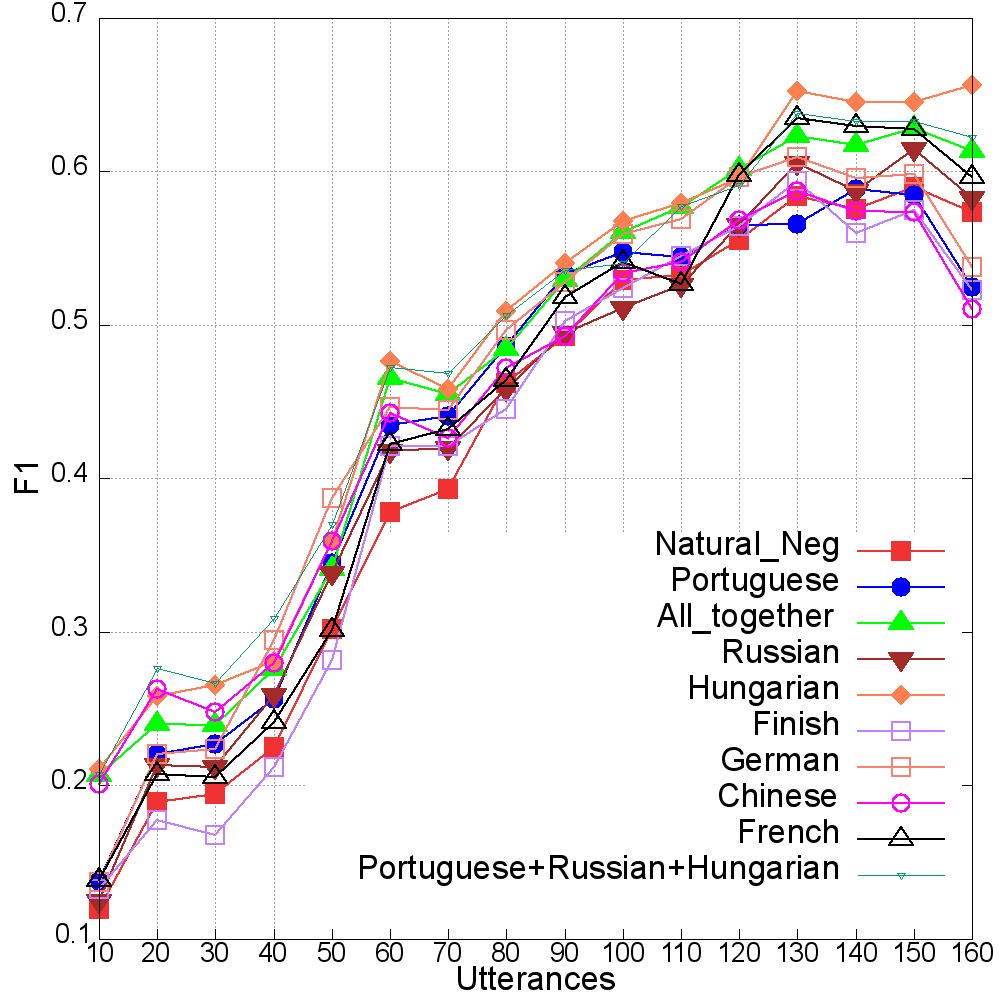 0.7
0.6
0.5
0.4
0.3
0.2
0.1
F1
Natural_Neg
Portuguese
All_together
Russian
Hungarian
Finish
German
Chinese
French
Portuguese+Russian+Hungarian
10 20 30 40 50 60 70 80 90 100 110 120 130 140 150 160
Utterances